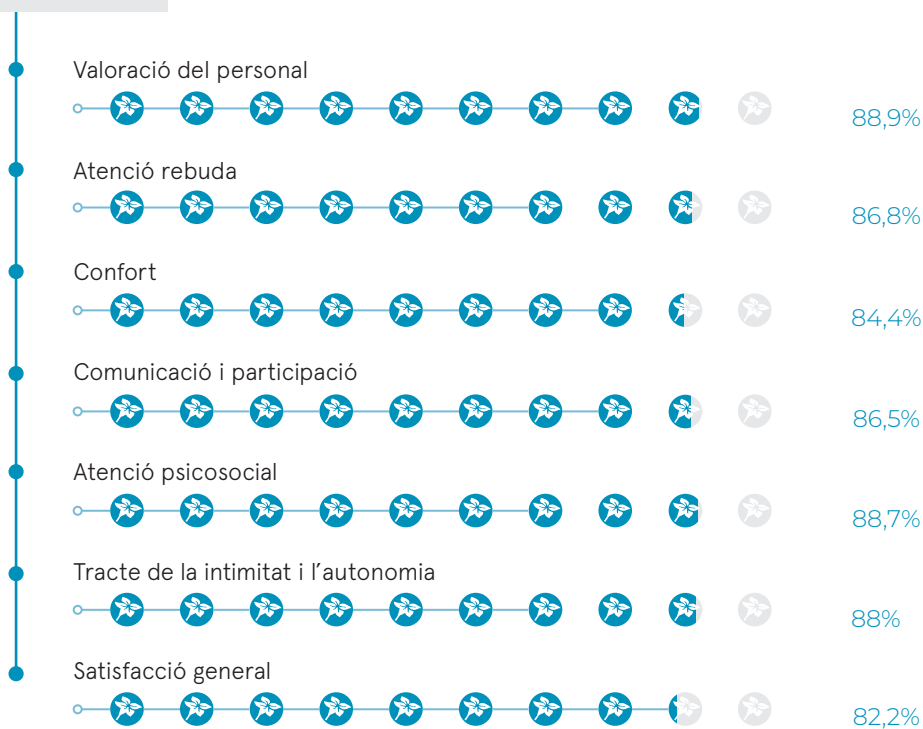 Valoració del personal
88,9%
Atenció rebuda
86,8%
Confort
84,4%
Comunicació i participació
86,5%
Atenció psicosocial
88,7%
Tracte de la intimitat i l’autonomia
88%
Satisfacció general
82,2%